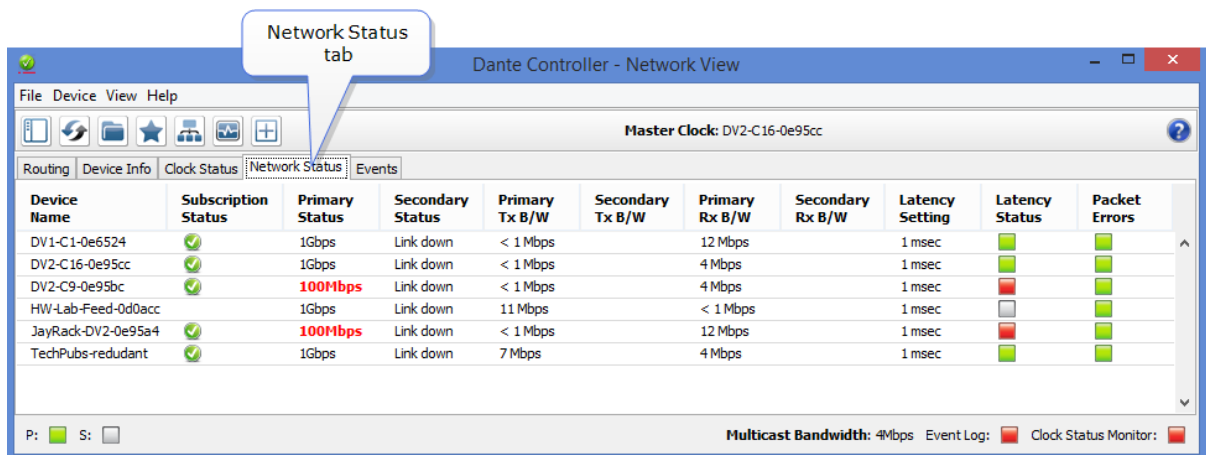 Network Status
tab
Dante Controller - Network View
File Device View Help
Master Clock: DV2-C16-0e95cc
Routing Device Info Clock Status Network Status Events
Device Name Subscription Status Primary Status Secondary Status Primary Tx B/W Secondary Tx B/W Primary Rx B/W Secondary Rx B/W Latency Setting Latency Status Packet Errors
DV1-C1-0e6524 1Gbps Link down < 1 Mbps 12 Mbps 1 msec
DV2-C16-0e95cc 1Gbps Link down < 1 Mbps 4 Mbps 1 msec
DV2-C9-0e95bc 100Mbps Link down < 1 Mbps 4 Mbps 1 msec
HW-Lab-Feed-0d0acc 1Gbps Link down 11 Mbps < 1 Mbps 1 msec
JayRack-DV2-0e95a4 100Mbps Link down < 1 Mbps 12 Mbps 1 msec
TechPubs-redudant 1Gbps Link down 7 Mbps 4 Mbps 1 msec
P: S: Multicast Bandwidth: 4Mbps Event Log: Clock Status Monitor: